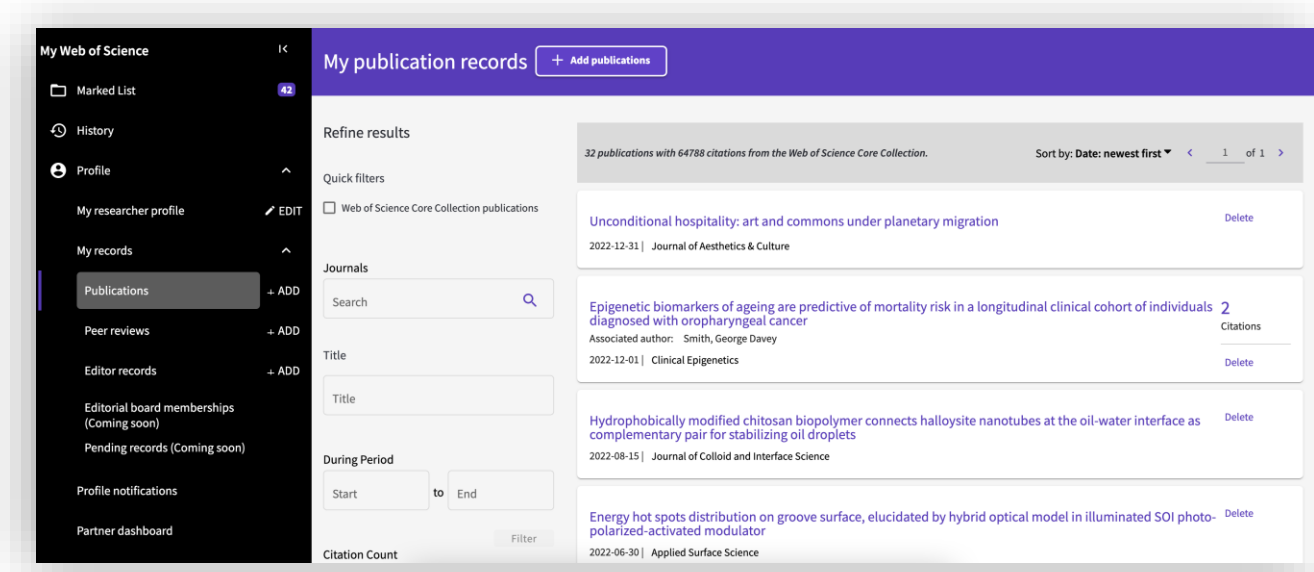 My Web of Science
Marked List 42
History
Profile
My researcher profile EDIT
My records
Publications + ADD
Peer reviews + ADD
Editor records + ADD
Editorial board memberships
(Coming soon)
Pending records (Coming soon)
Profile notifications
Partner dashboard
My publication records + Add publications
Refine results
Quick filters
Web of Science Core Collection publications
Journals
Search
Title
Title
During Period
Start to End
Filter
Citation Count
32 publications with 64788 citations from the Web of Science Core Collection. Sort by: Date: newest first < 1 of 1 >
Unconditional hospitality: art and commons under planetary migration Delete
2022-12-31 | Journal of Aesthetics & Culture
Epigenetic biomarkers of ageing are predictive of mortality risk in a longitudinal clinical cohort of individuals 2
diagnosed with oropharyngeal cancer Citations
Associated author: Smith, George Davey
2022-12-01 | Clinical Epigenetics Delete
Hydrophobically modified chitosan biopolymer connects halloysite nanotubes at the oil-water interface as Delete
complementary pair for stabilizing oil droplets
2022-08-15 | Journal of Colloid and Interface Science
Energy hot spots distribution on groove surface, elucidated by hybrid optical model in illuminated SOI photo- Delete
polarized-activated modulator
2022-06-30 | Applied Surface Science